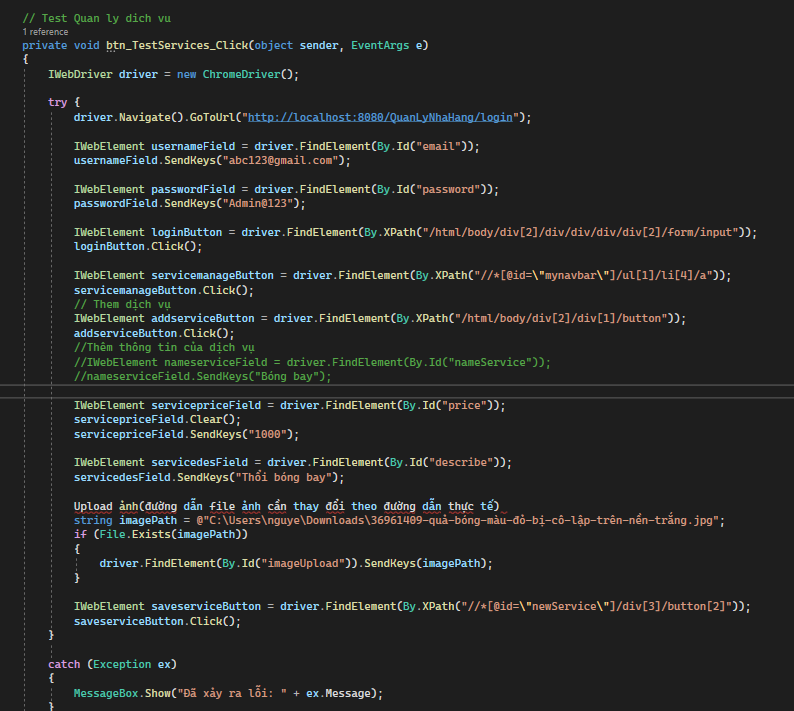 // Test Quan ly dich vu
1 reference
private void btn_TestServices_Click(object sender, EventArgs e)
{
IWebDriver driver = new ChromeDriver();
try {
driver.Navigate().GoToUrl("http://localhost:8080/QuanLyNhaHang/login");
IWebElement usernameField = driver.FindElement(By.Id("email"));
usernameField.SendKeys("abc123@gmail.com");
IWebElement passwordField = driver.FindElement(By.Id("password"));
passwordField.SendKeys("Admin@123");
IWebElement loginButton = driver.FindElement(By.XPath("/html/body/div[2]/div/div/div/div[2]/form/input"));
loginButton.Click();
IWebElement servicemanageButton = driver.FindElement(By.XPath("//*[@id=\"mynavbar\"]/ul[1]/li[4]/a"));
servicemanageButton.Click();
// Them dịch vụ
IWebElement addserviceButton = driver.FindElement(By.XPath("/html/body/div[2]/div[1]/button"));
addserviceButton.Click();
//Thêm thông tin của dịch vụ
//IWebElement nameserviceField = driver.FindElement(By.Id("nameService"));
//nameserviceField.SendKeys("Bóng bay");
IWebElement servicepriceField = driver.FindElement(By.Id("price"));
servicepriceField.Clear();
servicepriceField.SendKeys("1000");
IWebElement servicedesField = driver.FindElement(By.Id("describe"));
servicedesField.SendKeys("Thổi bóng bay");
Upload ảnh(đường dẫn file ảnh cần thay đổi theo đường dẫn thực tế)
string imagePath = @"C:\Users\nguye\Downloads\36961409-quả-bóng-màu-đỏ-bị-cô-lập-trên-nền-trắng.jpg";
if (File.Exists(imagePath))
{
driver.FindElement(By.Id("imageUpload")).SendKeys(imagePath);
}
IWebElement saveserviceButton = driver.FindElement(By.XPath("//*[@id=\"newService\"]/div[3]/button[2]"));
saveserviceButton.Click();
}
catch (Exception ex)
{
MessageBox.Show("Đã xảy ra lỗi: " + ex.Message);
}